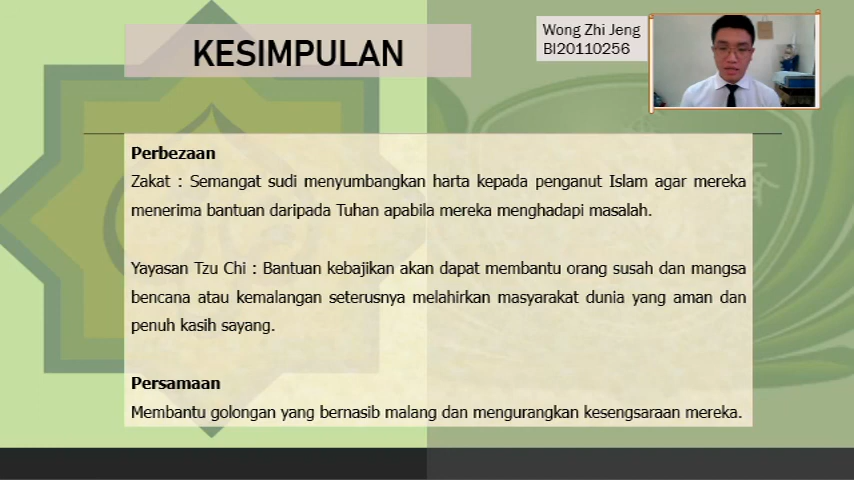 KESIMPULAN
Wong Zhi Jeng
BI20110256
Perbezaan
Zakat : Semangat sudi menyumbangkan harta kepada penganut Islam agar mereka
menerima bantuan daripada Tuhan apabila mereka menghadapi masalah.
Yayasan Tzu Chi : Bantuan kebajikan akan dapat membantu orang susah dan mangsa
bencana atau kemalangan seterusnya melahirkan masyarakat dunia yang aman dan
penuh kasih sayang.
Persamaan
Membantu golongan yang bernasib malang dan mengurangkan kesengsaraan mereka.